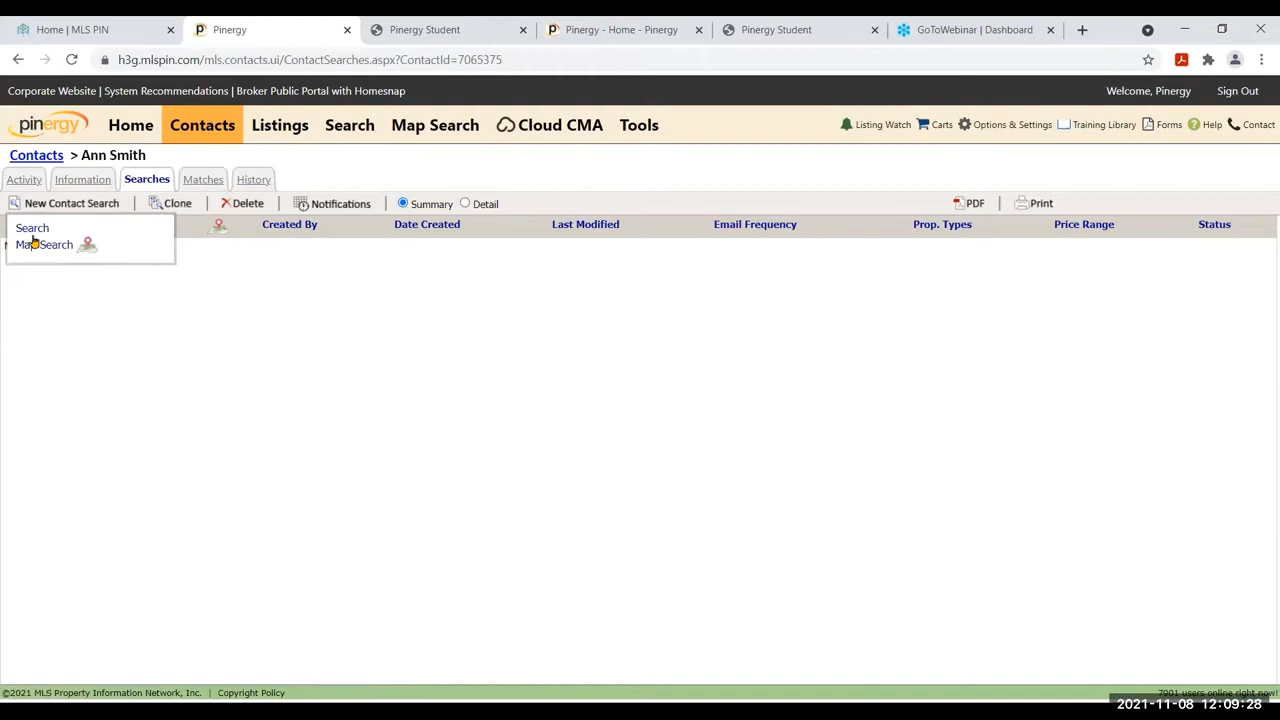 Home | MLS PIN
Pinergy
Pinergy Student
Pinergy - Home - Pinergy
Pinergy Student
GoToWebinar | Dashboard
h3g.mlspin.com/mls.contacts.ui/ContactSearches.aspx?ContactId=7065375
Corporate Website | System Recommendations | Broker Public Portal with Homesnap
Welcome, Pinergy
Sign Out
pinergy
Home
Contacts
Listings
Search
Map Search
Cloud CMA
Tools
Listing Watch
Carts
Options & Settings
Training Library
Forms
Help
Contact
Contacts > Ann Smith
Activity
Information
Searches
Matches
History
New Contact Search
Clone
Delete
Notifications
Summary
Detail
PDF
Print
Created By
Date Created
Last Modified
Email Frequency
Prop. Types
Price Range
Status
Search
Map Search
©2021 MLS Property Information Network, Inc. | Copyright Policy
7901 users online right now!
2021-11-08 12:09:28